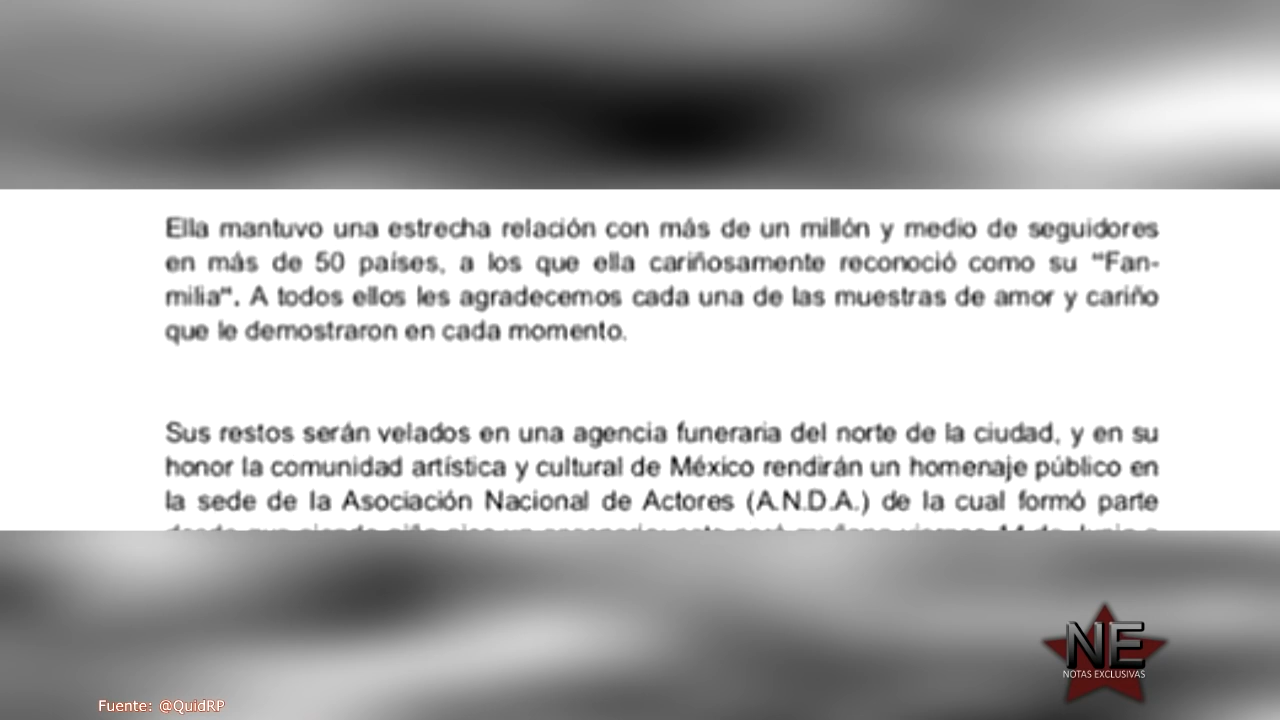 Ella mantuvo una estrecha relación con más de un millón y medio de seguidores
en más de 50 países, a los que ella cariñosamente reconoció como su "Fan-
milia". A todos ellos les agradecemos cada una de las muestras de amor y cariño
que le demostraron en cada momento.
Sus restos serán velados en una agencia funeraria del norte de la ciudad, y en su
honor la comunidad artística y cultural de México rendirán un homenaje público en
la sede de la Asociación Nacional de Actores (A.N.D.A.) de la cual formó parte
NE
NOTAS EXCLUSIVAS
Fuente: @QuidRP